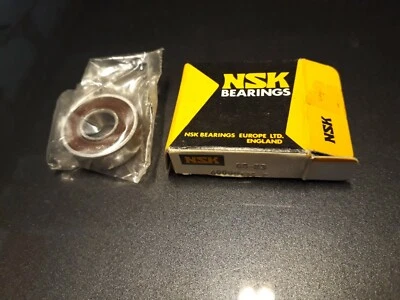 NSK
BEARINGS
NSK BEARINGS EUROPE LTD.
ENGLAND
NSK
NSK